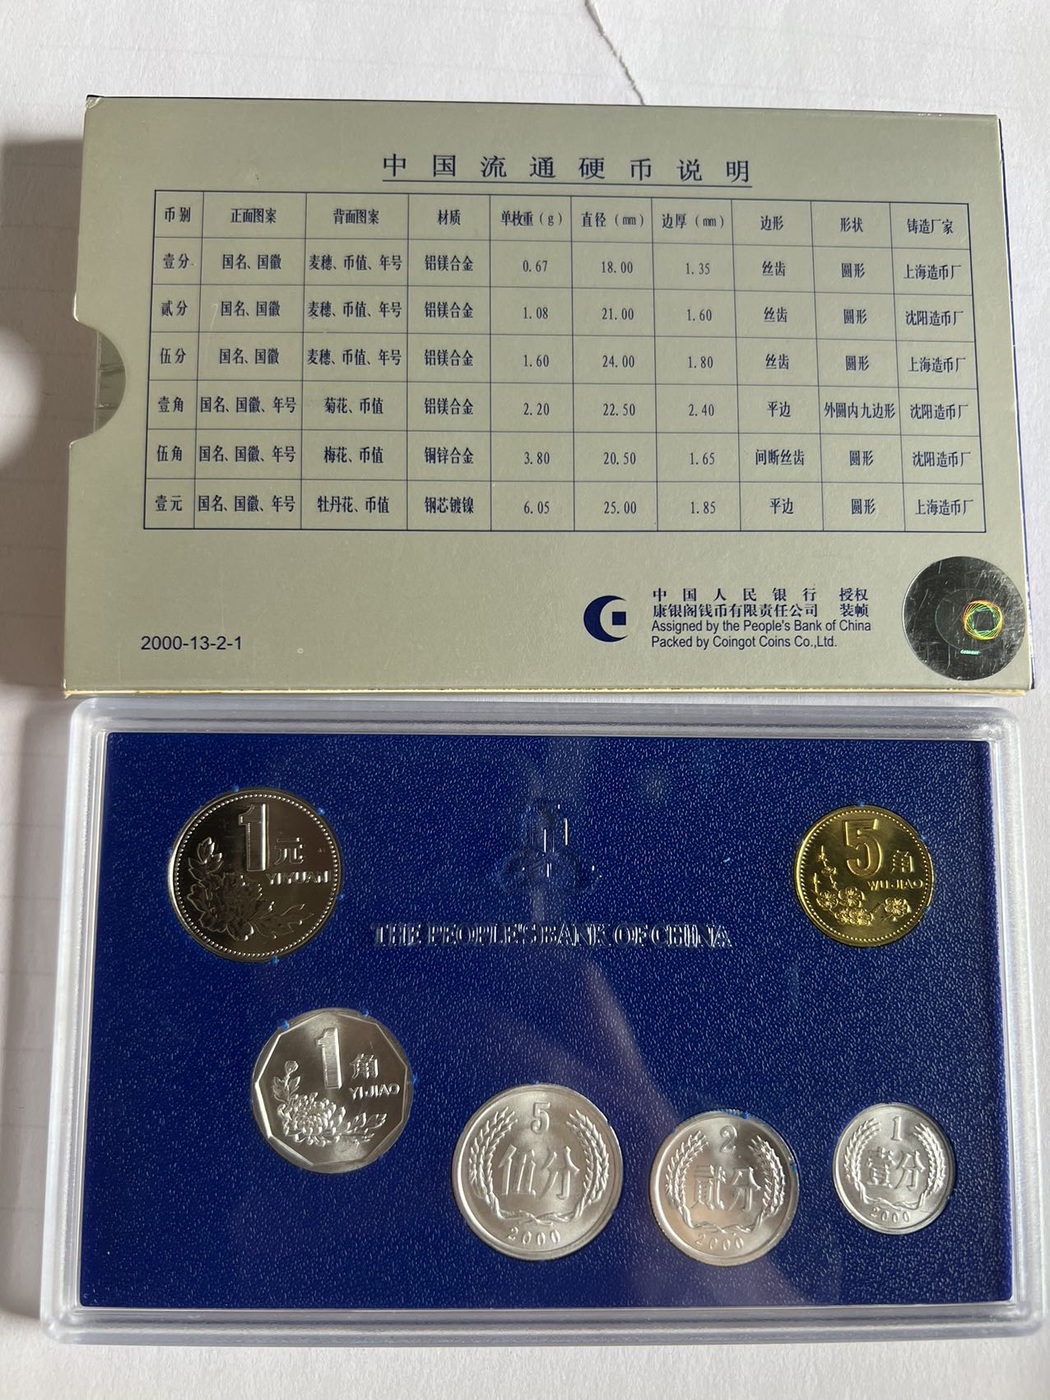 中国流通硬币说明
币别 正面图案 背面图案 材质 单枚重（g） 直径（mm） 边厚（mm） 边形 形状 铸造厂家
壹分 国名、国徽 麦穗、币值、年号 铝镁合金 0.67 18.00 1.35 丝齿 圆形 上海造币厂
贰分 国名、国徽 麦穗、币值、年号 铝镁合金 1.08 21.00 1.60 丝齿 圆形 沈阳造币厂
伍分 国名、国徽 麦穗、币值、年号 铝镁合金 1.60 24.00 1.80 丝齿 圆形 上海造币厂
壹角 国名、国徽、年号 菊花、币值 铝镁合金 2.20 22.50 2.40 平边 外圆内九边形 沈阳造币厂
伍角 国名、国徽、年号 梅花、币值 铜锌合金 3.80 20.50 1.65 间断丝齿 圆形 沈阳造币厂
壹元 国名、国徽、年号 牡丹花、币值 钢芯镀镍 6.05 25.00 1.85 平边 圆形 上海造币厂
中国人民银行 授权
康银阁钱币有限责任公司 装帧
Assigned by the People's Bank of China
Packed by Coingot Coins Co.,Ltd.
2000-13-2-1
1元
YIYUAN
5角
WUJIAO
THE PEOPLE'S BANK OF CHINA
1角
YIJIAO
5
伍分
2000
2
贰分
2000
1
壹分
2000